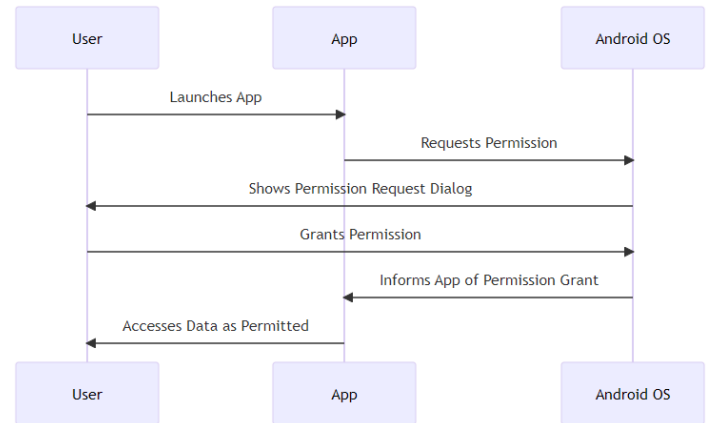 User
App
Android OS
Launches App
Requests Permission
Shows Permission Request Dialog
Grants Permission
Informs App of Permission Grant
Accesses Data as Permitted
User
App
Android OS